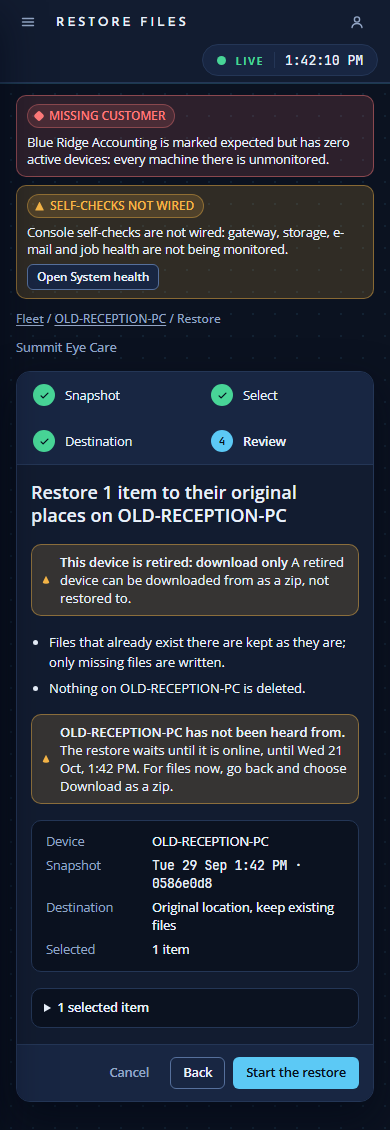 RESTORE FILES
LIVE 1:42:10 PM
MISSING CUSTOMER
Blue Ridge Accounting is marked expected but has zero
active devices: every machine there is unmonitored.
SELF-CHECKS NOT WIRED
Console self-checks are not wired: gateway, storage, e-
mail and job health are not being monitored.
Open System health
Fleet / OLD-RECEPTION-PC / Restore
Summit Eye Care
Snapshot
Select
Destination
4 Review
Restore 1 item to their original
places on OLD-RECEPTION-PC
This device is retired: download only A retired
device can be downloaded from as a zip, not
restored to.
• Files that already exist there are kept as they are;
only missing files are written.
• Nothing on OLD-RECEPTION-PC is deleted.
OLD-RECEPTION-PC has not been heard from.
The restore waits until it is online, until Wed 21
Oct, 1:42 PM. For files now, go back and choose
Download as a zip.
Device OLD-RECEPTION-PC
Snapshot Tue 29 Sep 1:42 PM ·
0586e0d8
Destination Original location, keep existing
files
Selected 1 item
1 selected item
Cancel
Back
Start the restore